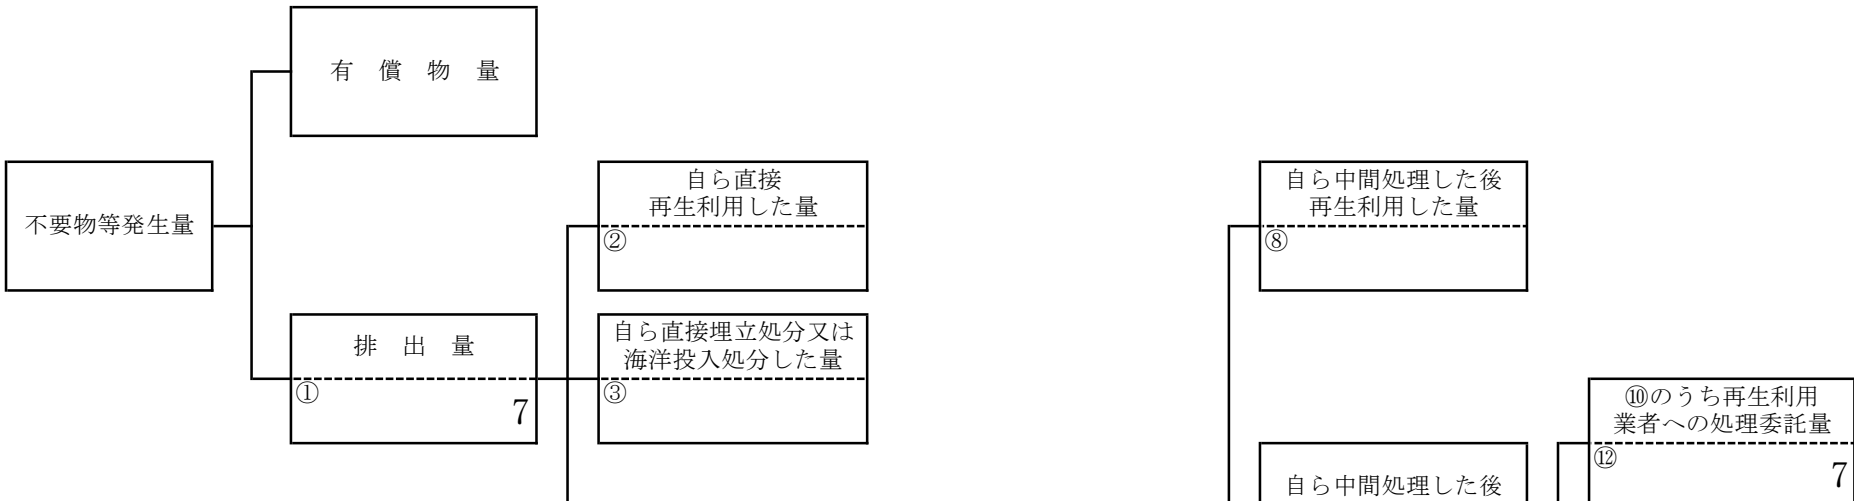 有 償 物 量
不要物等発生量
自ら直接
再生利用した量
②
自ら中間処理した後
再生利用した量
⑧
排 出 量
①
7
自ら直接埋立処分又は
海洋投入処分した量
③
⑩のうち再生利用
業者への処理委託量
⑫
7
自ら中間処理した後